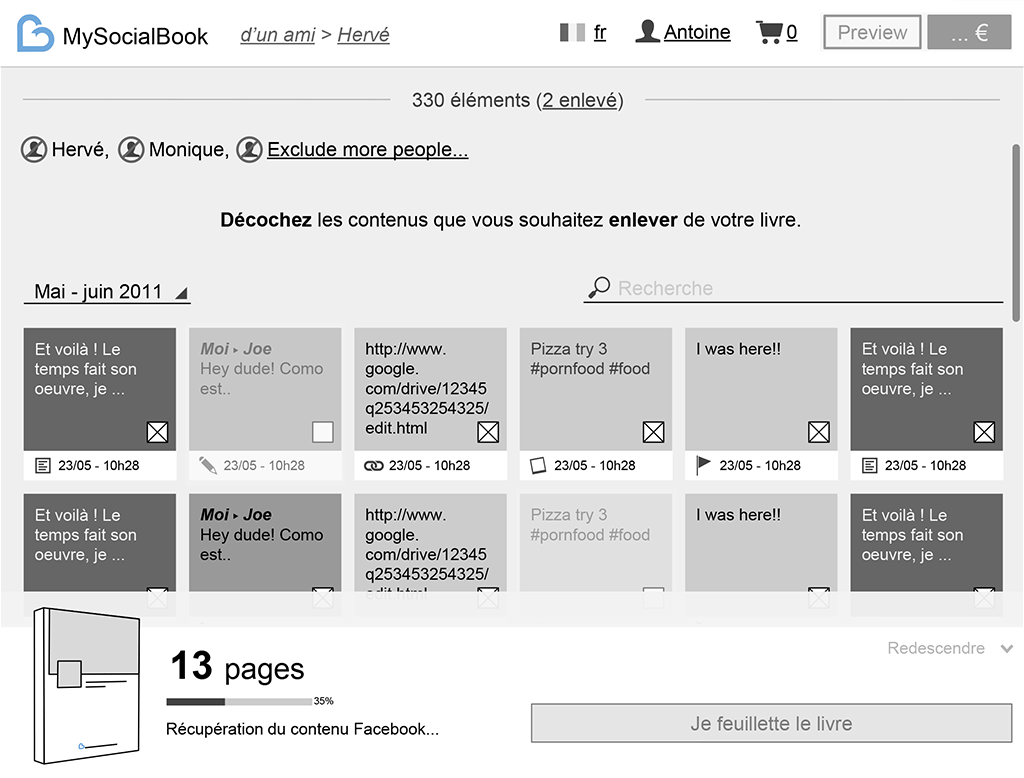 MySocialBook d'un ami > Hervé fr Antoine 0 Preview ... €
330 éléments (2 enlevé)
Hervé, Monique, Exclude more people...
Décochez les contenus que vous souhaitez enlever de votre livre.
Mai - juin 2011
Recherche
Et voilà ! Le
temps fait son
oeuvre, je ...
23/05 - 10h28
Moi ▸ Joe
Hey dude! Como
est..
23/05 - 10h28
http://www.
google.
com/drive/12345
q253453254325/
edit.html
23/05 - 10h28
Pizza try 3
#pornfood #food
23/05 - 10h28
I was here!!
23/05 - 10h28
Et voilà ! Le
temps fait son
oeuvre, je ...
23/05 - 10h28
Et voilà ! Le
temps fait son
oeuvre, je ...
Moi ▸ Joe
Hey dude! Como
est..
http://www.
google.
com/drive/12345
q253453254325/
edit.html
Pizza try 3
#pornfood #food
I was here!!
Et voilà ! Le
temps fait son
oeuvre, je ...
Redescendre
13 pages
35%
Récupération du contenu Facebook...
Je feuillette le livre